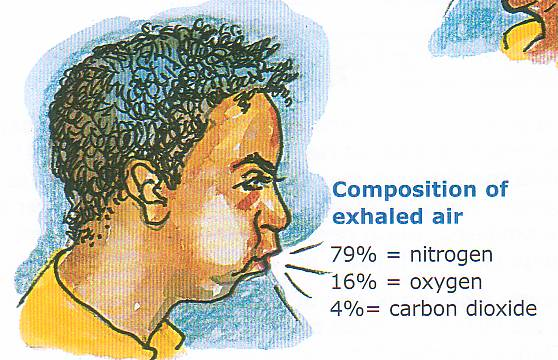 Composition of
exhaled air
79% = nitrogen
16% = oxygen
4%= carbon dioxide